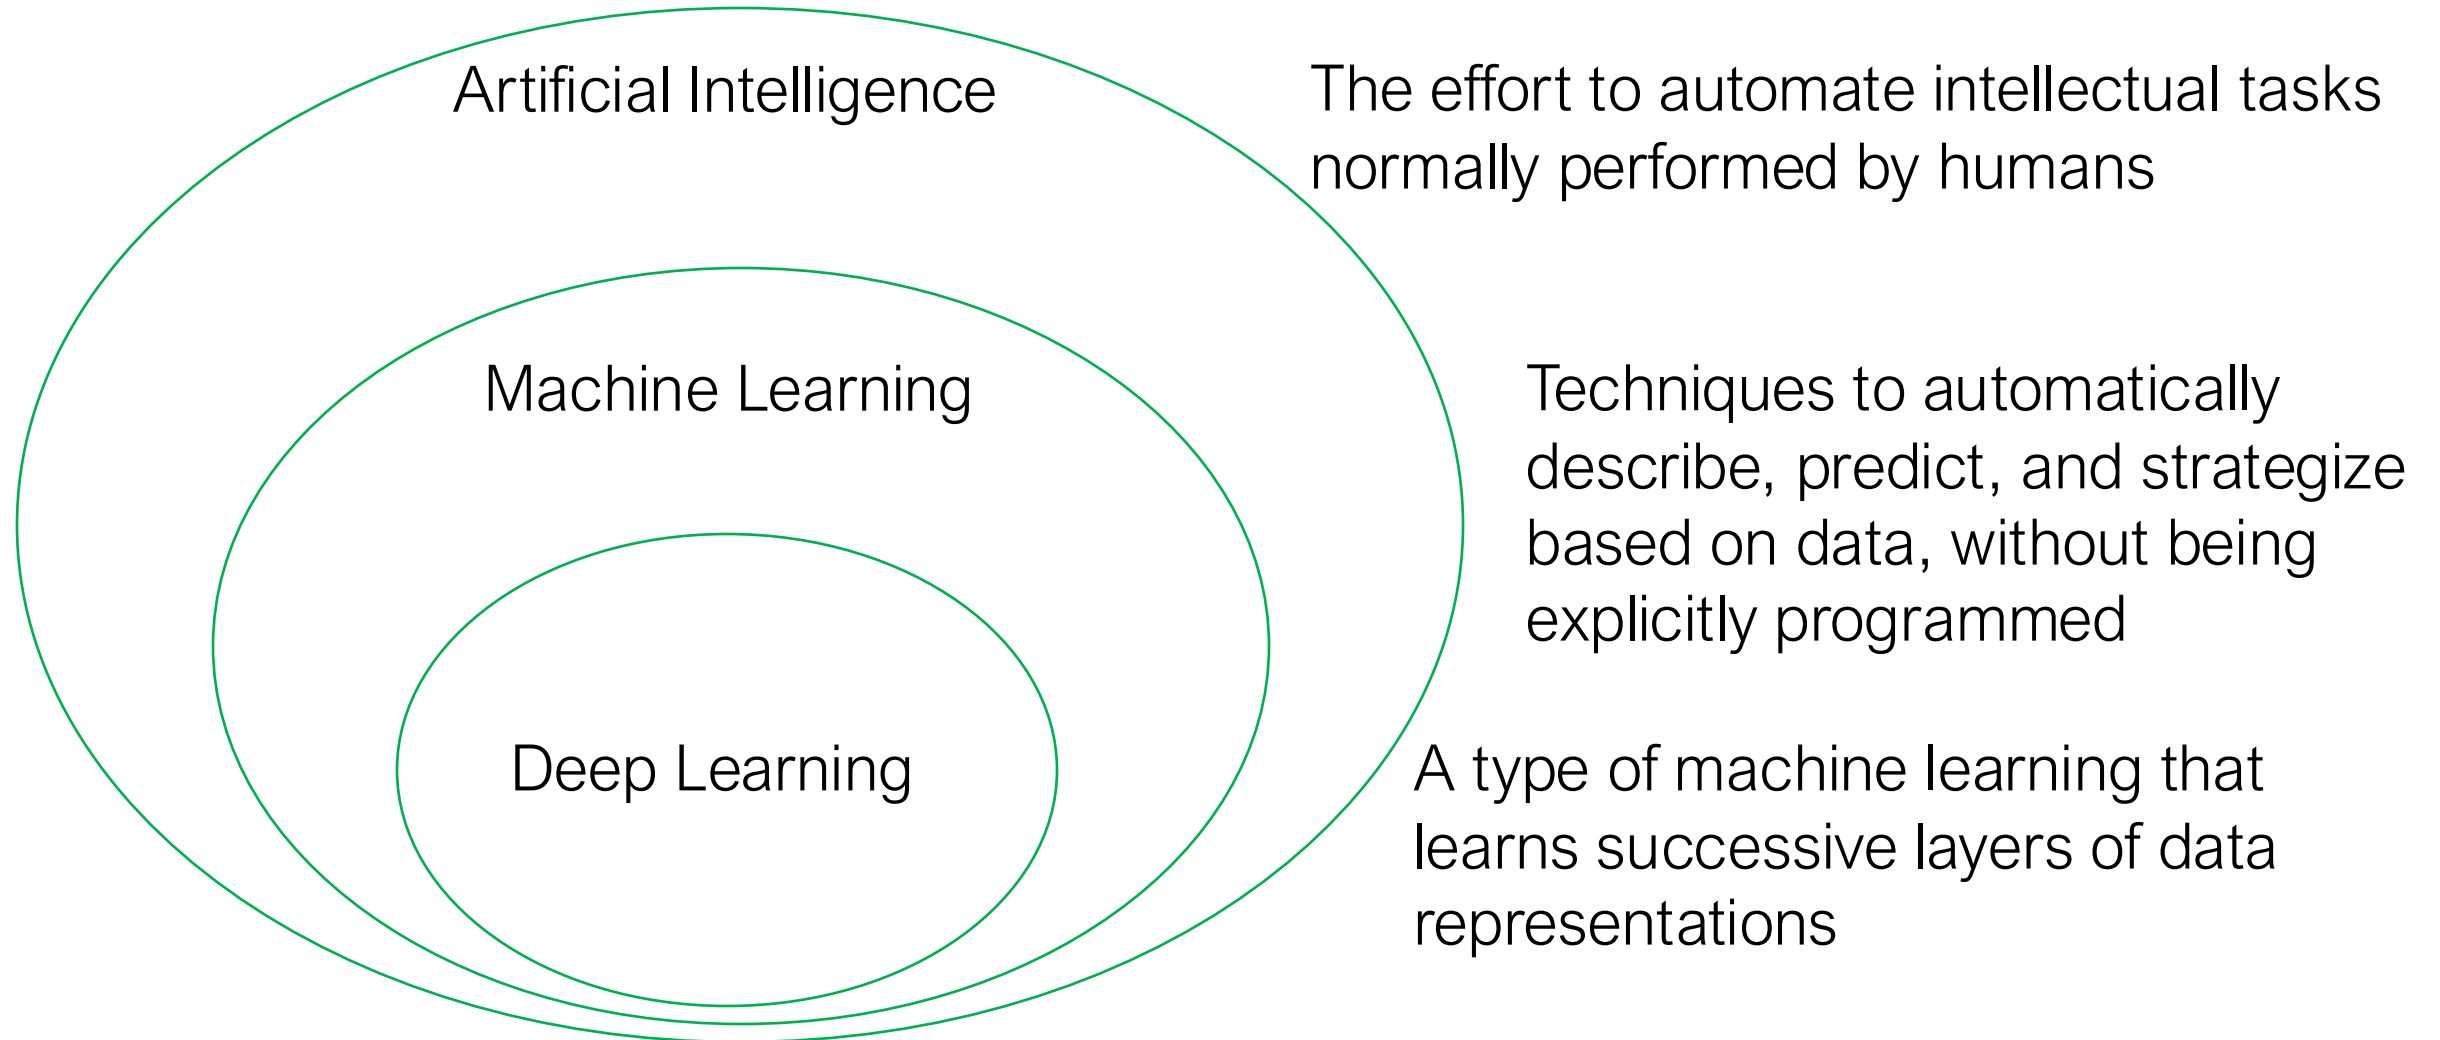 Artificial Intelligence
The effort to automate intellectual tasks
normally performed by humans
Machine Learning
Techniques to automatically
describe, predict, and strategize
based on data, without being
explicitly programmed
Deep Learning
A type of machine learning that
learns successive layers of data
representations